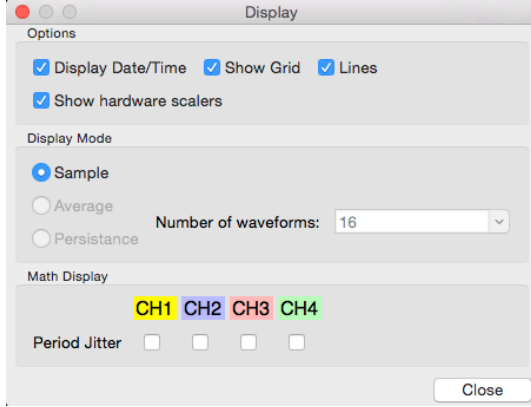 Display
Options
Display Date/Time Show Grid Lines
Show hardware scalers
Display Mode
Sample
Average
Number of waveforms: 16
Persistance
Math Display
CH1 CH2 CH3 CH4
Period Jitter
Close